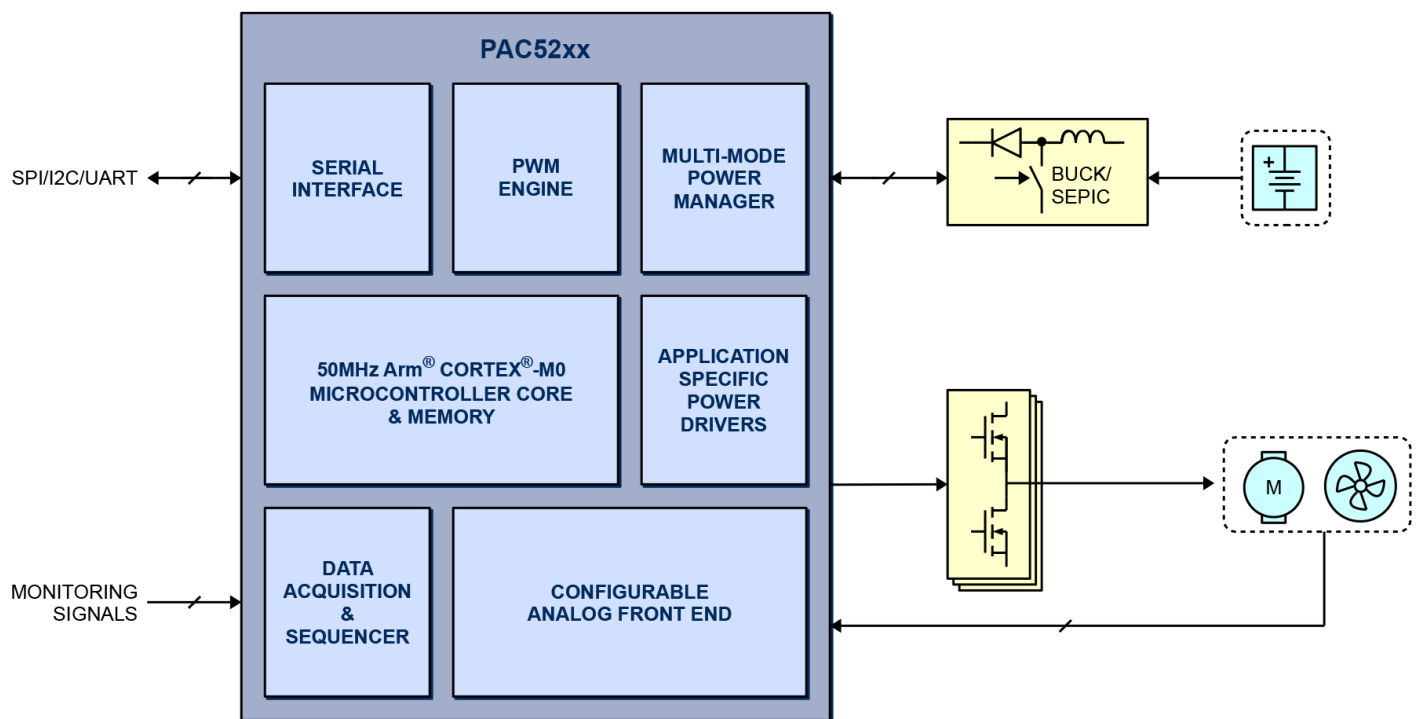 PAC52xx
SERIAL
INTERFACE
PWM
ENGINE
MULTI-MODE
POWER
MANAGER
SPI/I2C/UART
BUCK/
SEPIC
+
50MHz Arm® CORTEX®-M0
MICROCONTROLLER CORE
& MEMORY
APPLICATION
SPECIFIC
POWER
DRIVERS
M
DATA
ACQUISITION
&
SEQUENCER
CONFIGURABLE
ANALOG FRONT END
MONITORING
SIGNALS